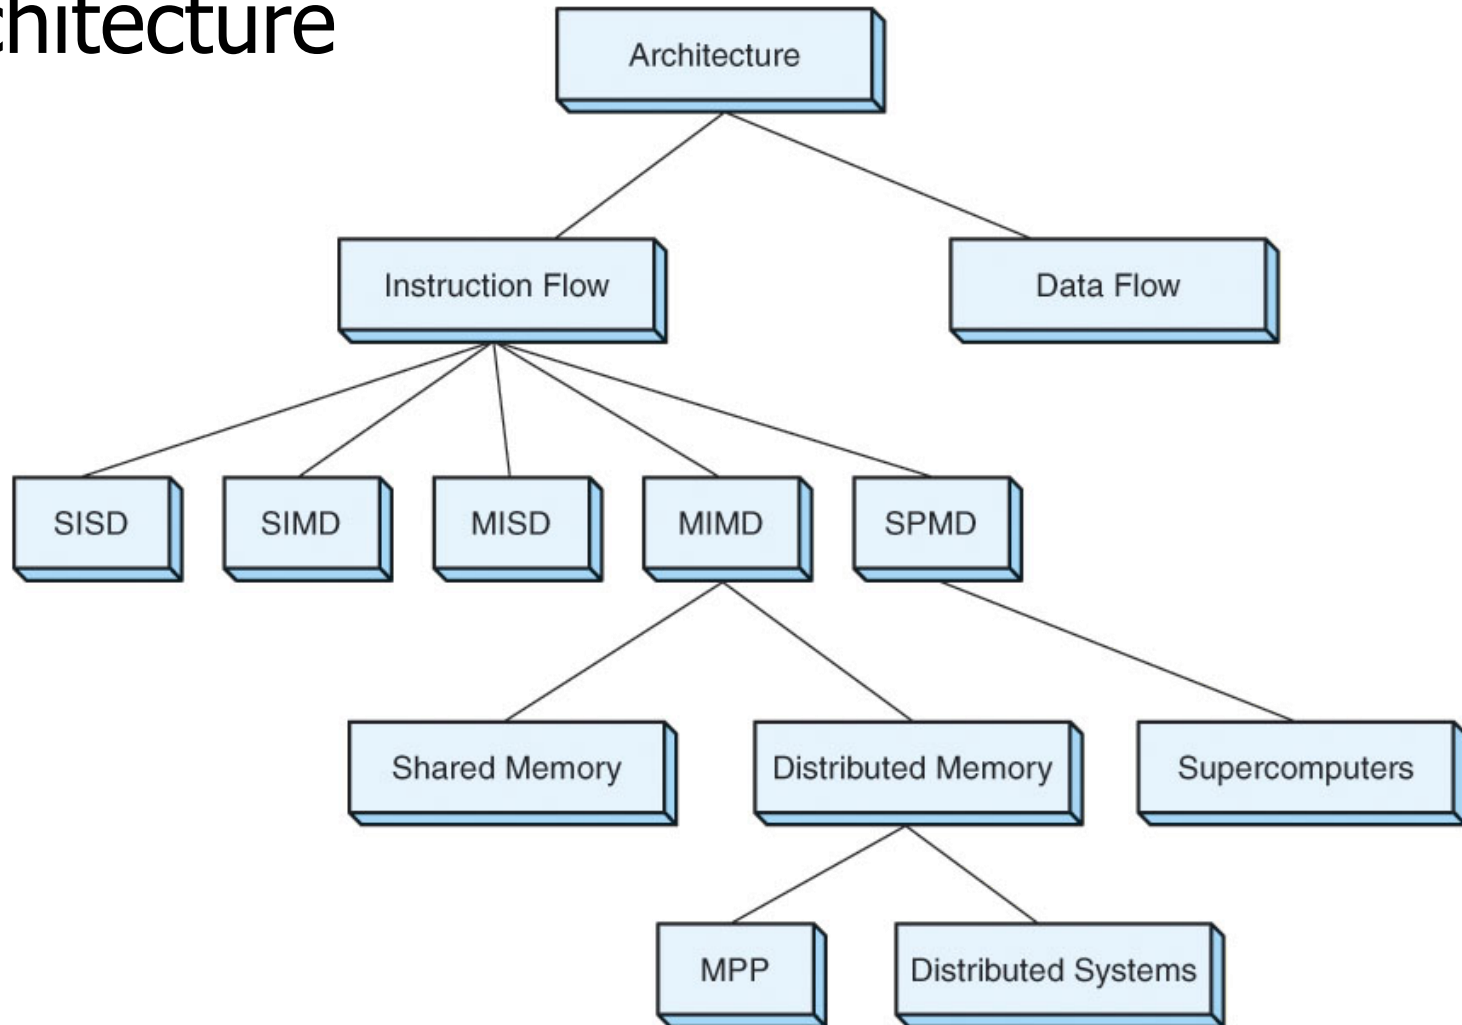 chitecture
Architecture
Instruction Flow
Data Flow
SISD
SIMD
MISD
MIMD
SPMD
Shared Memory
Distributed Memory
Supercomputers
MPP
Distributed Systems